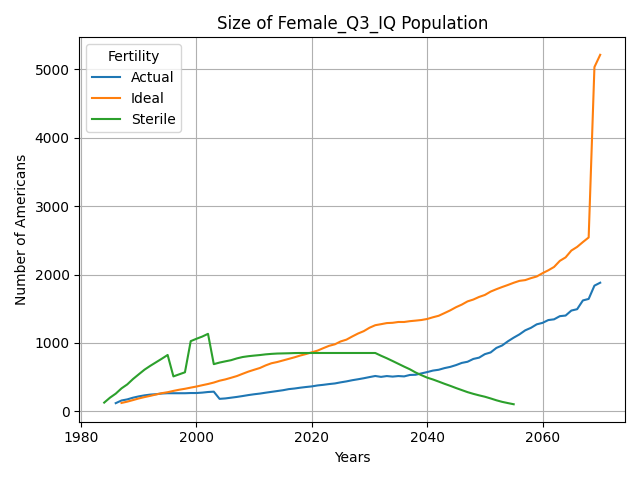 Size of Female_Q3_IQ Population
Fertility
Actual
Ideal
Sterile
Number of Americans
5000
4000
3000
2000
1000
0
1980
2000
2020
2040
2060
Years